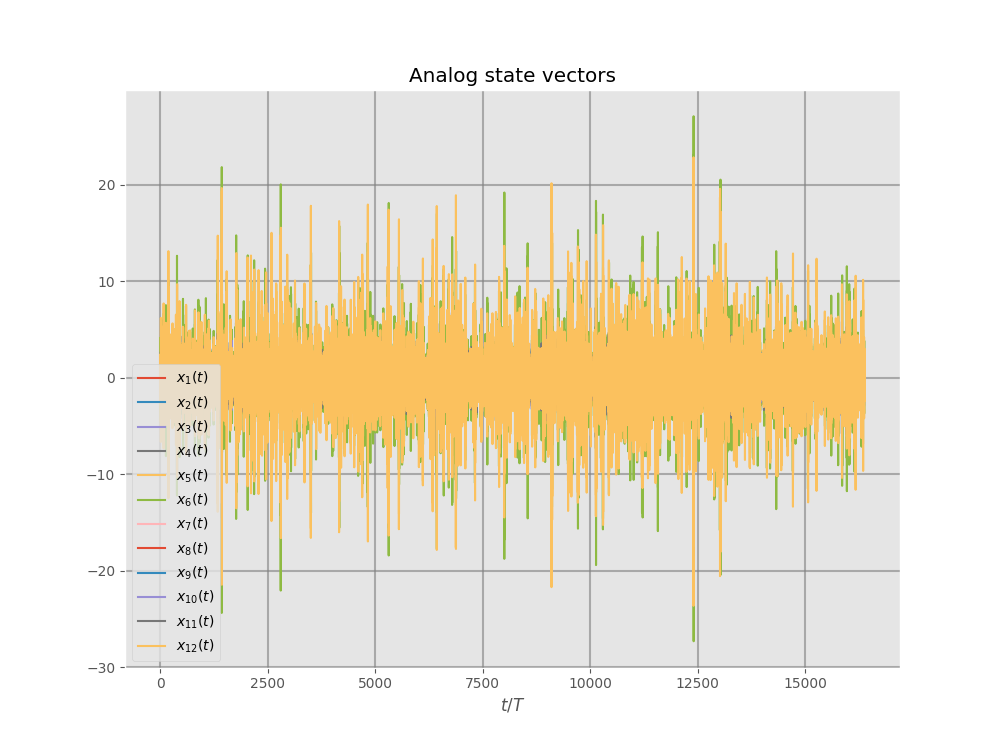 Analog state vectors
20
10
0
−10
−20
−30
x₁(t)
x₂(t)
x₃(t)
x₄(t)
x₅(t)
x₆(t)
x₇(t)
x₈(t)
x₉(t)
x₁₀(t)
x₁₁(t)
x₁₂(t)
0 2500 5000 7500 10000 12500 15000
t/T